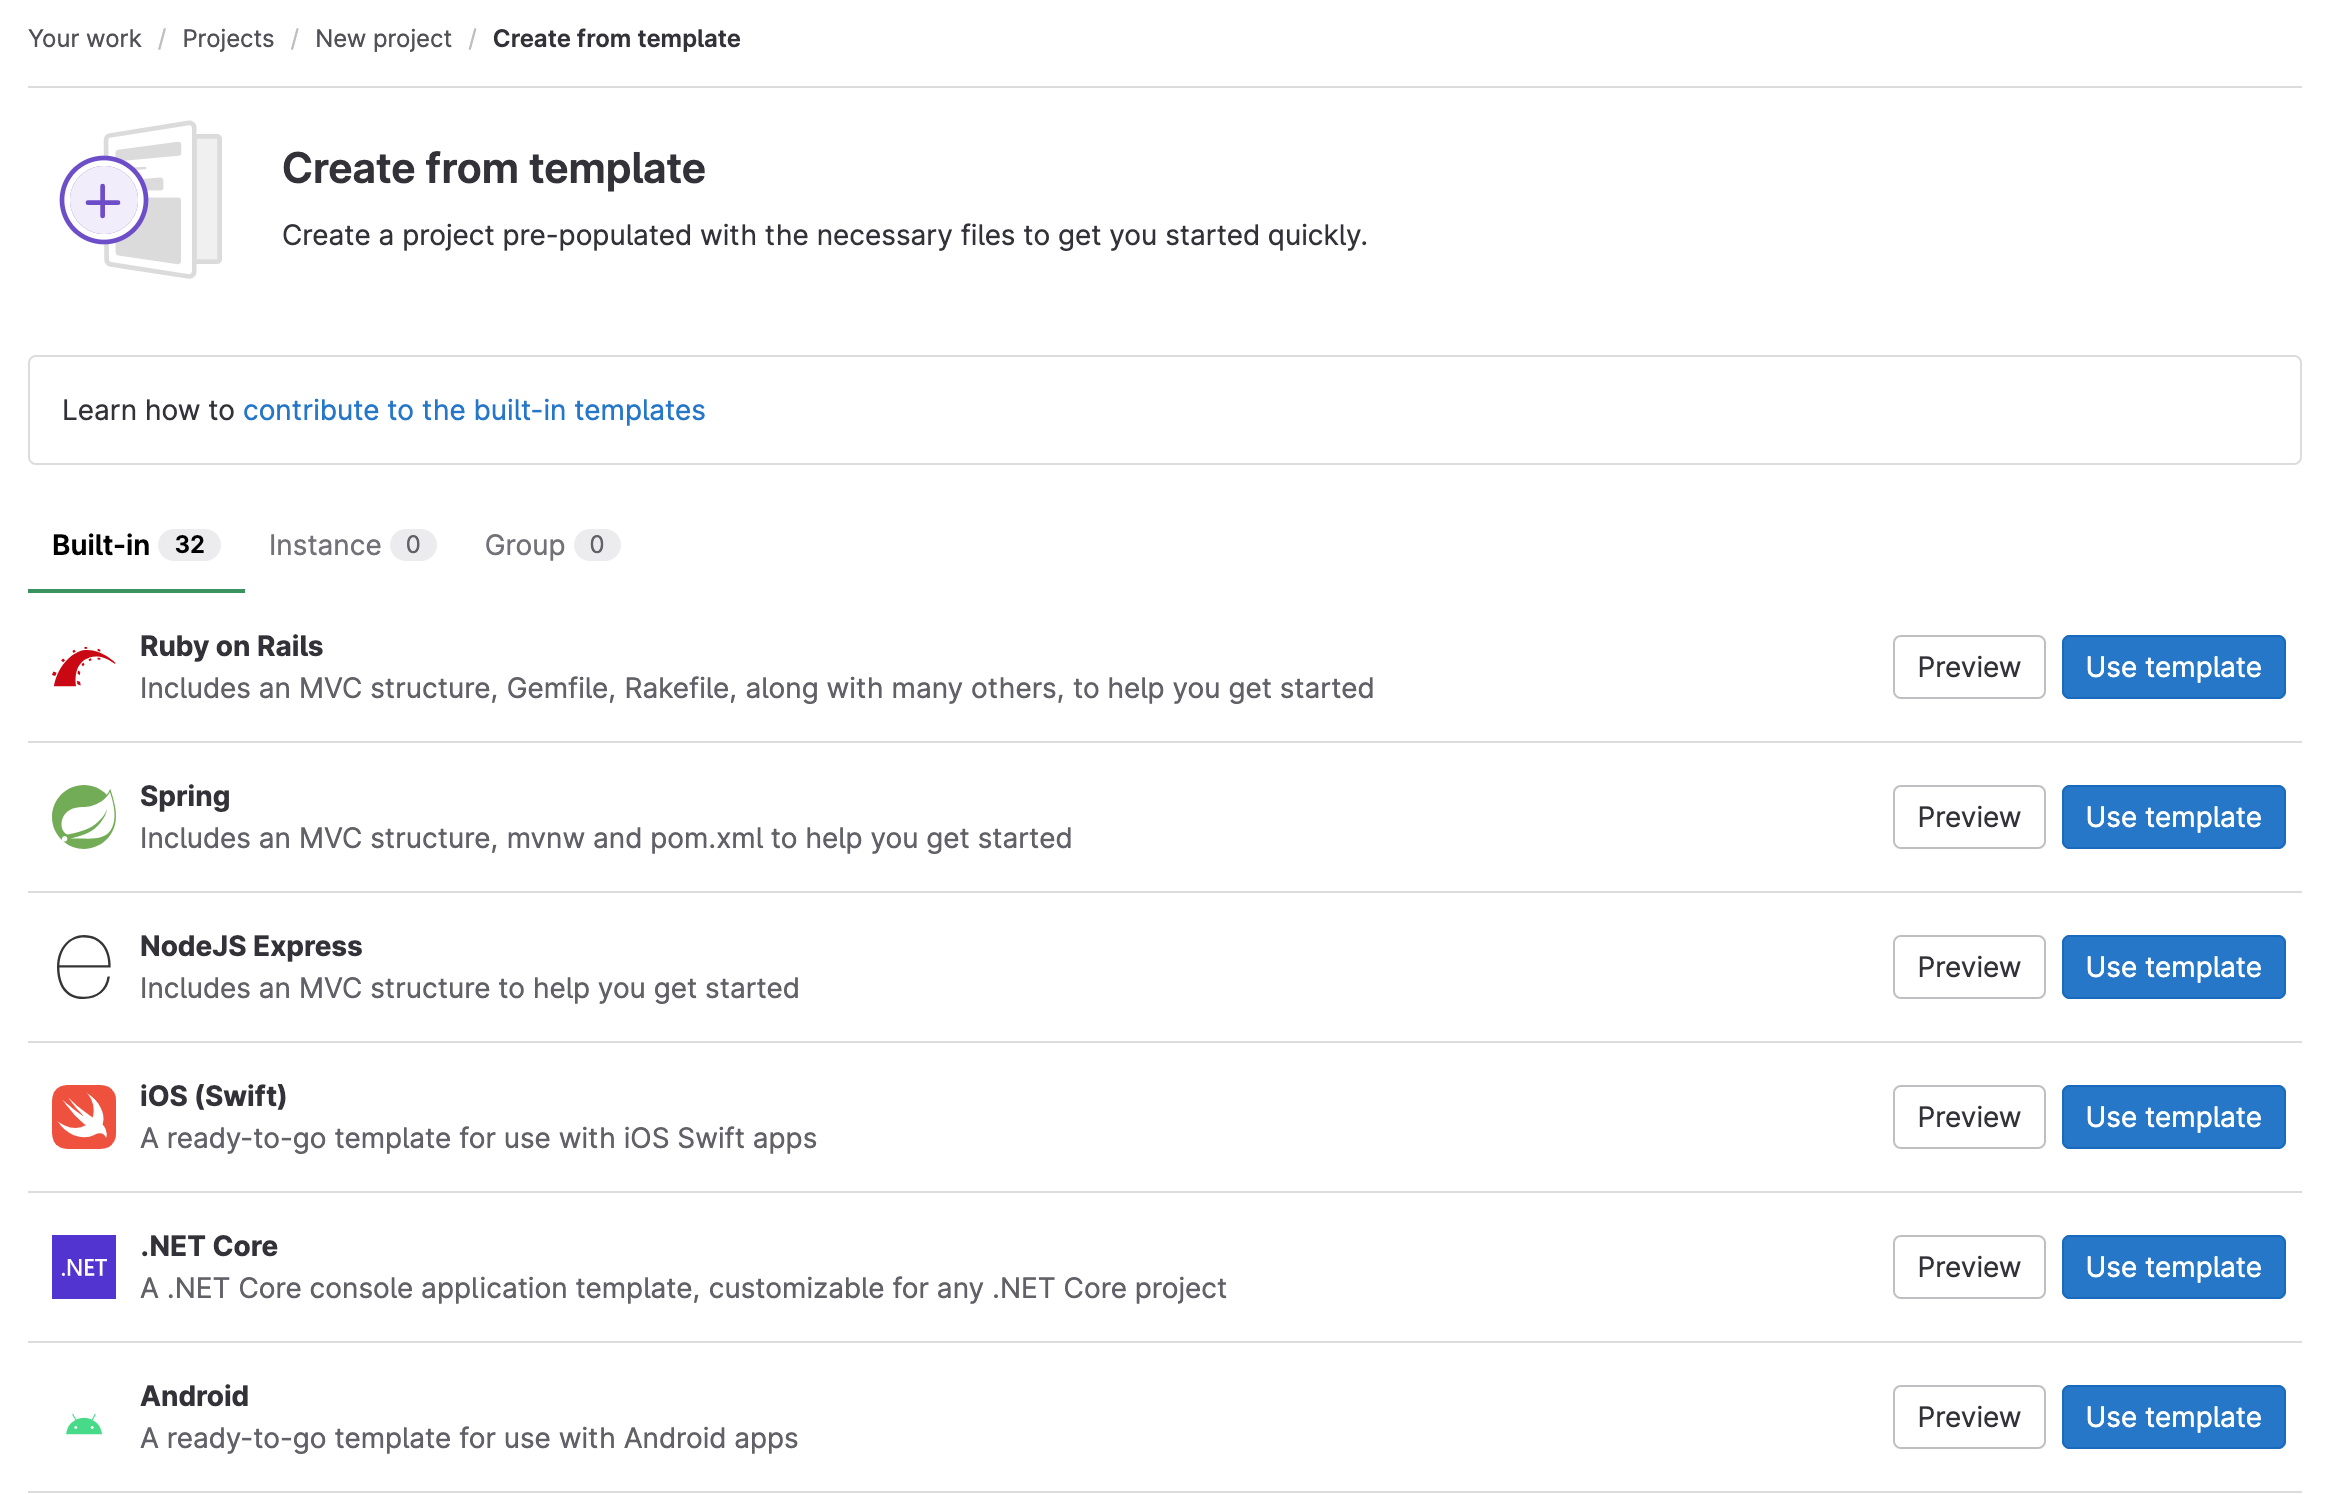 Your work / Projects / New project / Create from template
Create from template
Create a project pre-populated with the necessary files to get you started quickly.
Learn how to contribute to the built-in templates
Built-in 32 Instance 0 Group 0
Ruby on Rails
Includes an MVC structure, Gemfile, Rakefile, along with many others, to help you get started
Preview Use template
Spring
Includes an MVC structure, mvnw and pom.xml to help you get started
Preview Use template
NodeJS Express
Includes an MVC structure to help you get started
Preview Use template
iOS (Swift)
A ready-to-go template for use with iOS Swift apps
Preview Use template
.NET
.NET Core
A .NET Core console application template, customizable for any .NET Core project
Preview Use template
Android
A ready-to-go template for use with Android apps
Preview Use template